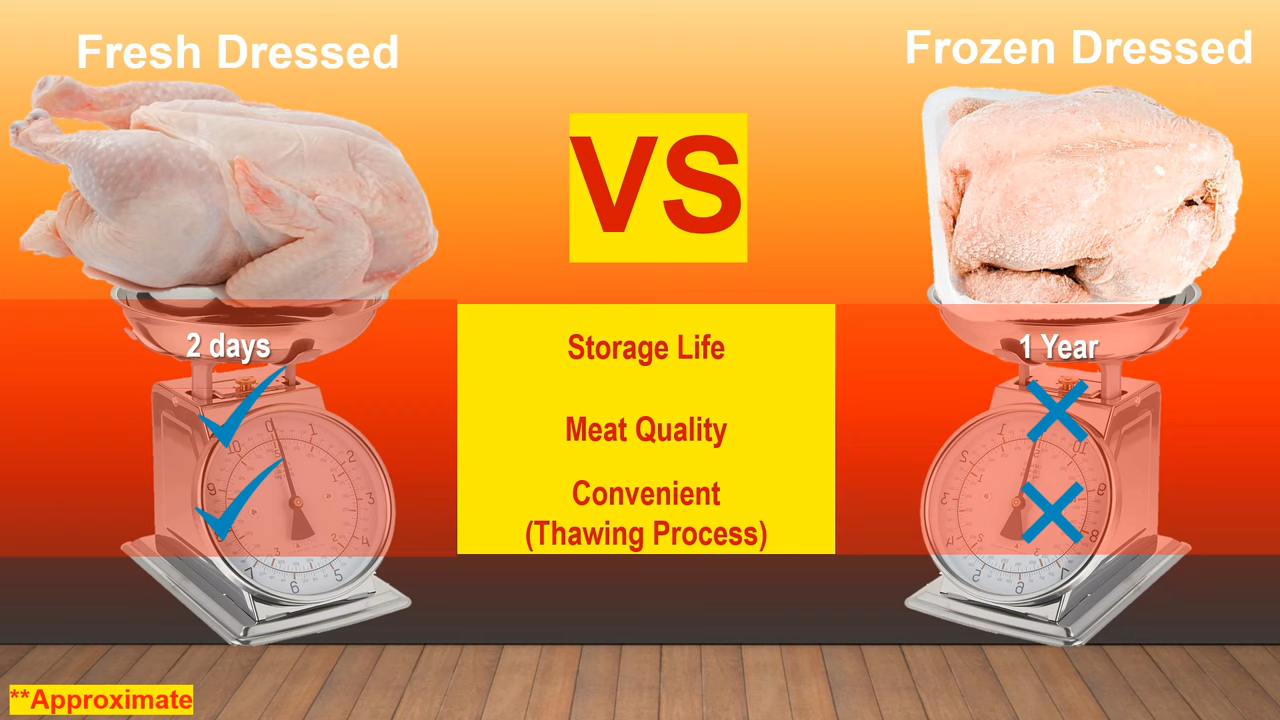 Fresh Dressed
Frozen Dressed
VS
2 days
Storage Life
1 Year
Meat Quality
Convenient
(Thawing Process)
**Approximate